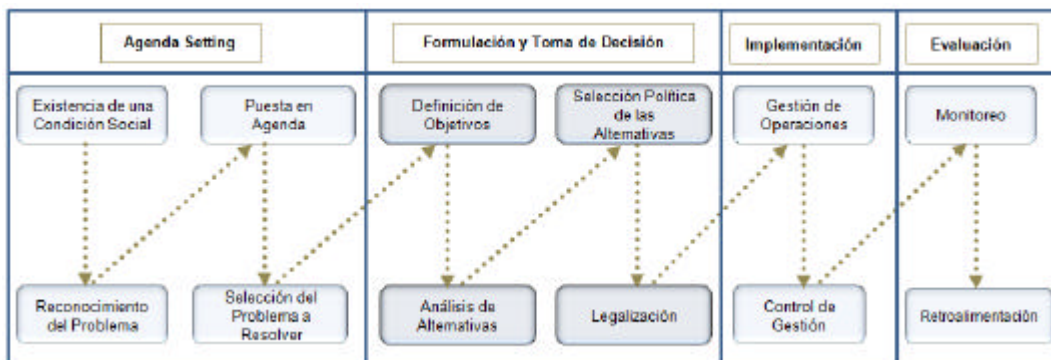 Agenda Setting
Formulación y Toma de Decisión
Implementación
Evaluación
Existencia de una
Condición Social
Puesta en
Agenda
Definición de
Objetivos
Selección Política
de las
Alternativas
Gestión de
Operaciones
Monitoreo
Reconocimiento
del Problema
Selección del
Problema a
Resolver
Análisis de
Alternativas
Legalización
Control de
Gestión
Retroalimentación